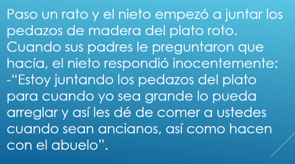 Paso un rato y el nieto empezó a juntar los
pedazos de madera del plato roto.
Cuando sus padres le preguntaron que
hacía, el nieto respondió inocentemente:
-“Estoy juntando los pedazos del plato
para cuando yo sea grande lo pueda
arreglar y así les dé de comer a ustedes
cuando sean ancianos, así como hacen
con el abuelo”.